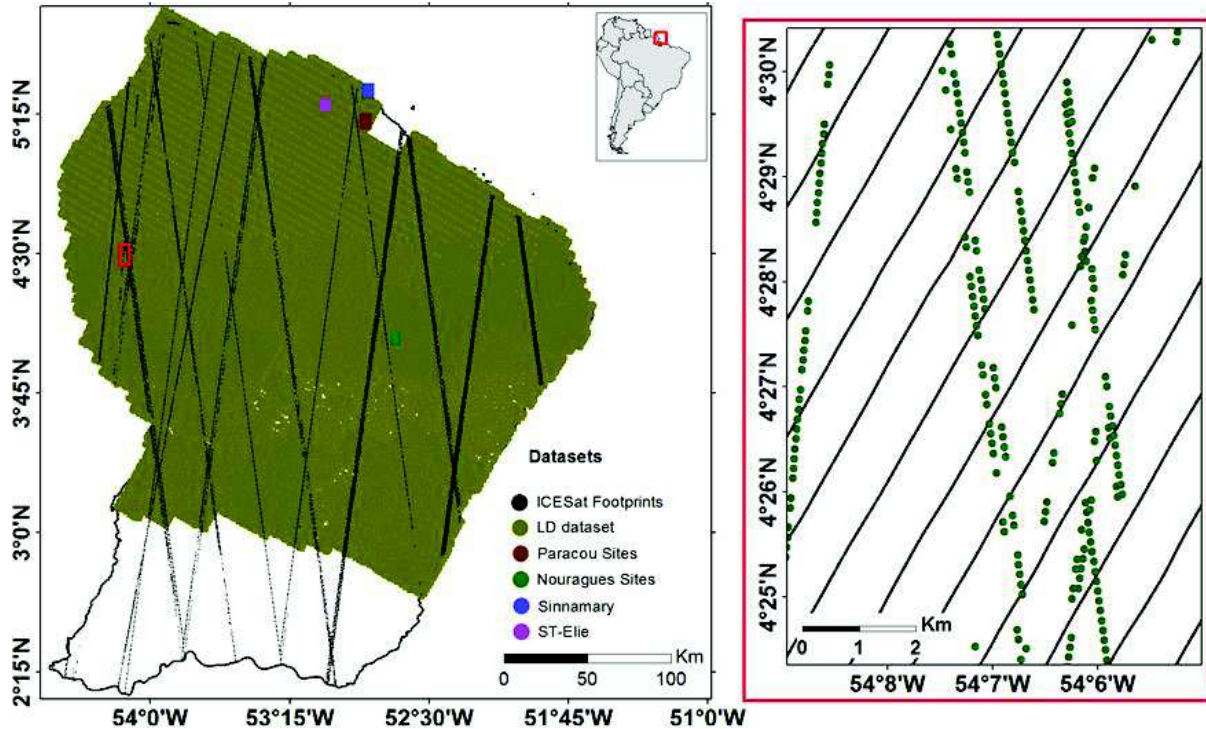 5°15'N
4°30'N
3°45'N
3°0'N
2°15'N
54°0'W
53°15'W
52°30'W
51°45'W
51°0'W
Datasets
ICESat Footprints
LD dataset
Paracou Sites
Nouragues Sites
Sinnamary
ST-Elie
Km
0
50
100
4°30'N
4°29'N
4°28'N
4°27'N
4°26'N
4°25'N
Km
0
1
2
54°8'W
54°7'W
54°6'W